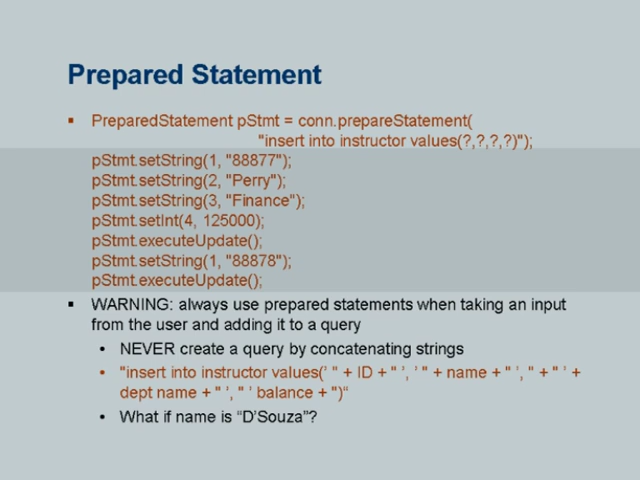 Prepared Statement
▪ PreparedStatement pStmt = conn.prepareStatement(
"insert into instructor values(?,?,?,?)");
pStmt.setString(1, "88877");
pStmt.setString(2, "Perry");
pStmt.setString(3, "Finance");
pStmt.setInt(4, 125000);
pStmt.executeUpdate();
pStmt.setString(1, "88878");
pStmt.executeUpdate();
▪ WARNING: always use prepared statements when taking an input
from the user and adding it to a query
• NEVER create a query by concatenating strings
• "insert into instructor values(’ " + ID + " ’, ’ " + name + " ’, " + " ’ +
dept name + " ’, " ’ balance + ")“
• What if name is “D’Souza”?